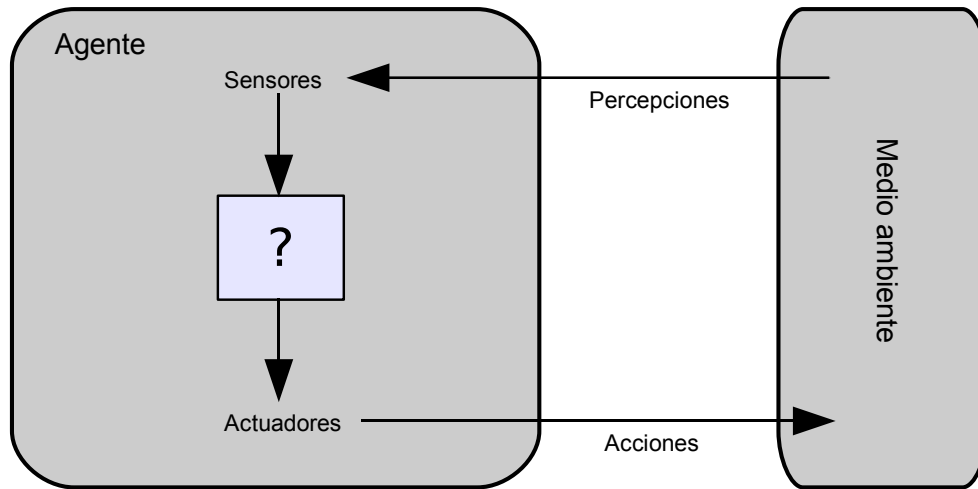 Agente
Sensores
Percepciones
?
Medio ambiente
Actuadores
Acciones